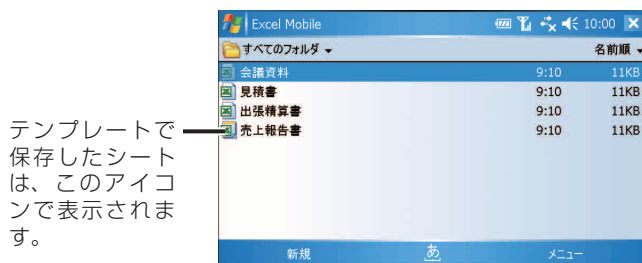 Excel Mobile 10:00
すべてのフォルダ 名前順
会議資料 9:10 11KB
見積書 9:10 11KB
出張精算書 9:10 11KB
売上報告書 9:10 11KB
新規 あ メニュー
テンプレートで
保存したシート
は、このアイコ
ンで表示されま
す。